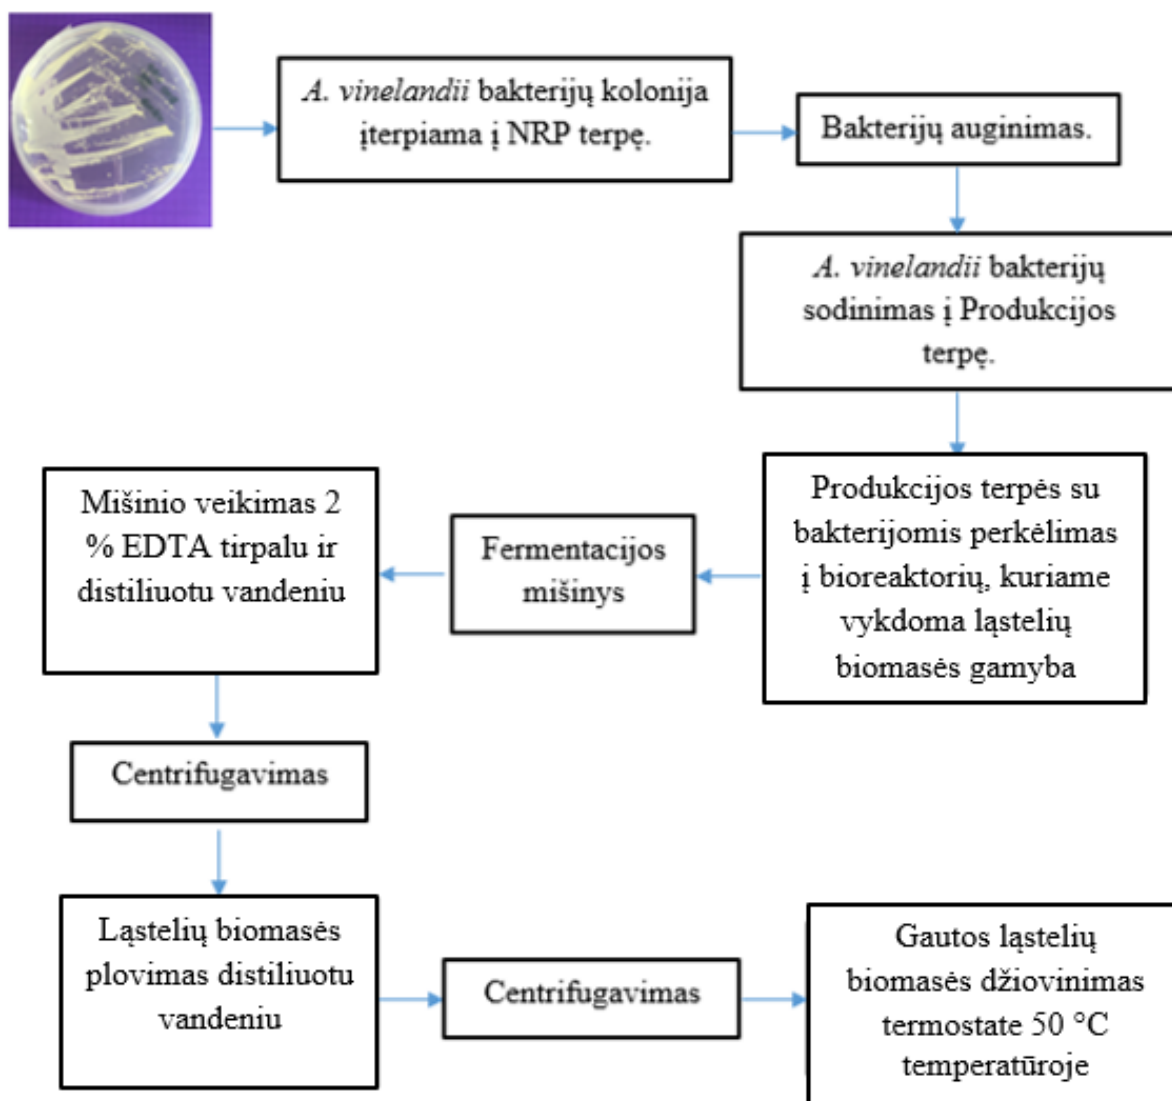 A. vinelandii bakterijų kolonija
įterpiama į NRP terpę.
Bakterijų auginimas.
A. vinelandii bakterijų
sodinimas į Produkcijos
terpę.
Produkcijos terpės su
bakterijomis perkėlimas
į bioreaktorių, kuriame
vykdoma ląstelių
biomasės gamyba
Fermentacijos
mišinys
Mišinio veikimas 2
% EDTA tirpalu ir
distiliuotu vandeniu
Centrifugavimas
Ląstelių biomasės
plovimas distiliuotu
vandeniu
Centrifugavimas
Gautos ląstelių
biomasės džiovinimas
termostate 50 °C
temperatūroje